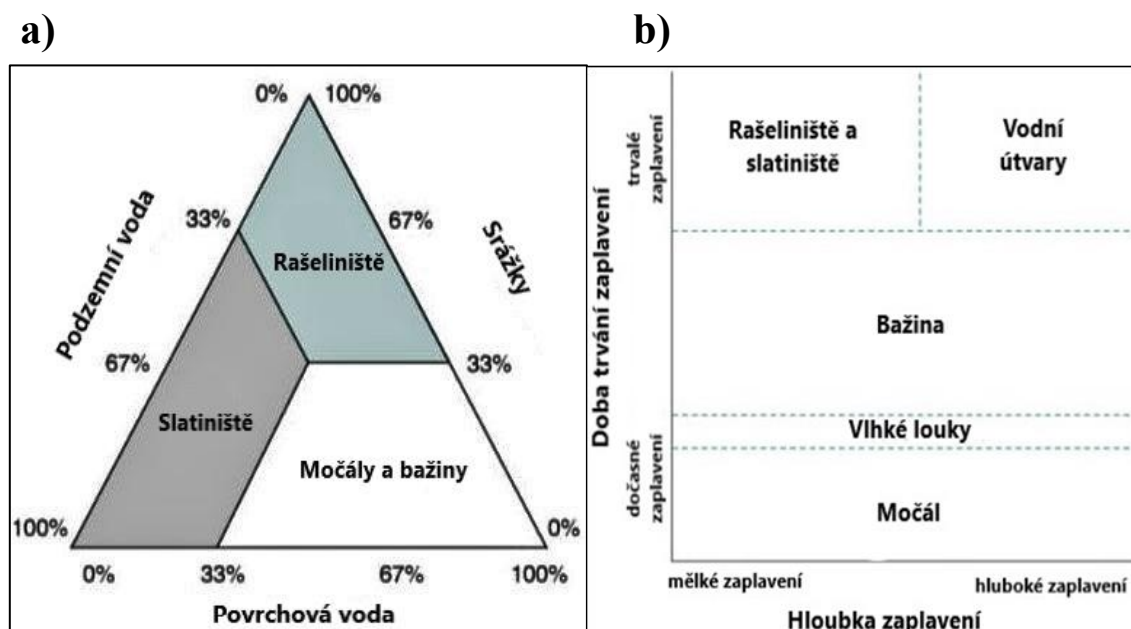 a)
b)
0%
100%
33%
67%
Podzemní voda
Srážky
Rašeliniště
67%
33%
Slatiniště
Močály a bažiny
100%
0%
0%
33%
67%
100%
Povrchová voda
Doba trvání zaplavení
trvalé
zaplavení
dočasné
zaplavení
Rašeliniště a
slatiniště
Vodní
útvary
Bažina
Vlhké louky
Močál
mělké zaplavení
hluboké zaplavení
Hloubka zaplavení